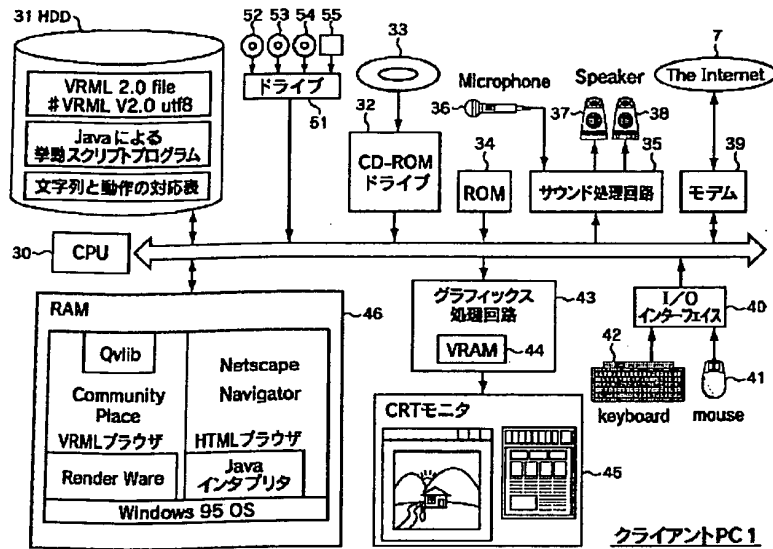 31 HDD
VRML 2.0 file
#VRML V2.0 utf8
Javaによる
挙動スクリプトプログラム
文字列と動作の対応表
52
53
54
55
ドライブ
51
33
32
CD-ROM
ドライブ
34
ROM
Microphone
36
Speaker
37
38
35
サウンド処理回路
7
The Internet
39
モデム
30
CPU
RAM
46
Qvlib
Community
Place
VRMLブラウザ
Render Ware
Netscape
Navigator
HTMLブラウザ
Java
インタプリタ
Windows 95 OS
グラフィックス
処理回路
43
VRAM
44
I/O
インターフェイス
40
42
keyboard
41
mouse
CRTモニタ
45
クライアントPC1